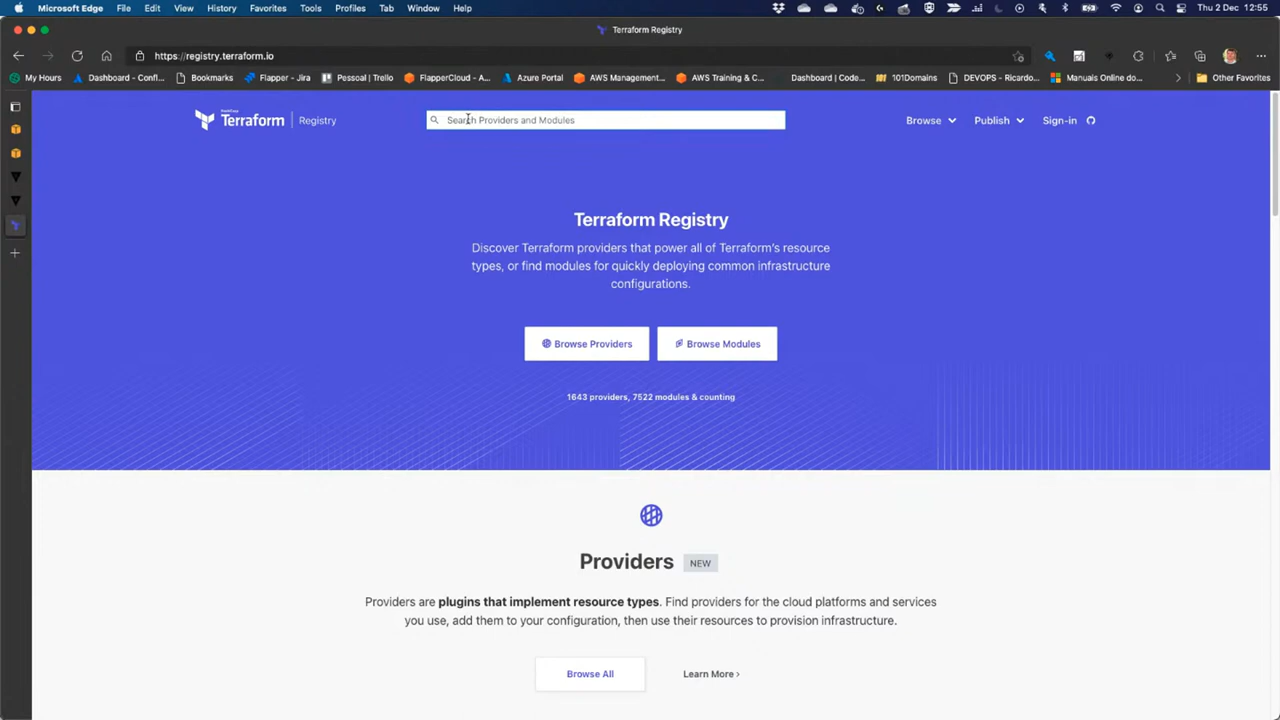 Microsoft Edge File Edit View History Favorites Tools Profiles Tab Window Help Thu 2 Dec 12:55
Terraform Registry
https://registry.terraform.io
My Hours Dashboard - Confl... Bookmarks Flapper - Jira Pessoal | Trello FlapperCloud - A... Azure Portal AWS Management... AWS Training & C... Dashboard | Code... 101Domains DEVOPS - Ricardo... Manuais Online do... Other Favorites
HashiCorp
Terraform Registry Search Providers and Modules Browse Publish Sign-in
Terraform Registry
Discover Terraform providers that power all of Terraform's resource
types, or find modules for quickly deploying common infrastructure
configurations.
Browse Providers Browse Modules
1643 providers, 7522 modules & counting
Providers NEW
Providers are plugins that implement resource types. Find providers for the cloud platforms and services
you use, add them to your configuration, then use their resources to provision infrastructure.
Browse All Learn More ›